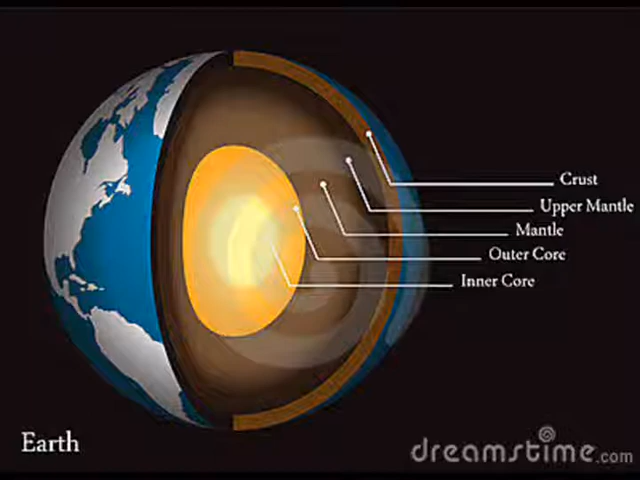 Crust
Upper Mantle
Mantle
Outer Core
Inner Core
Earth
dreamstime.com